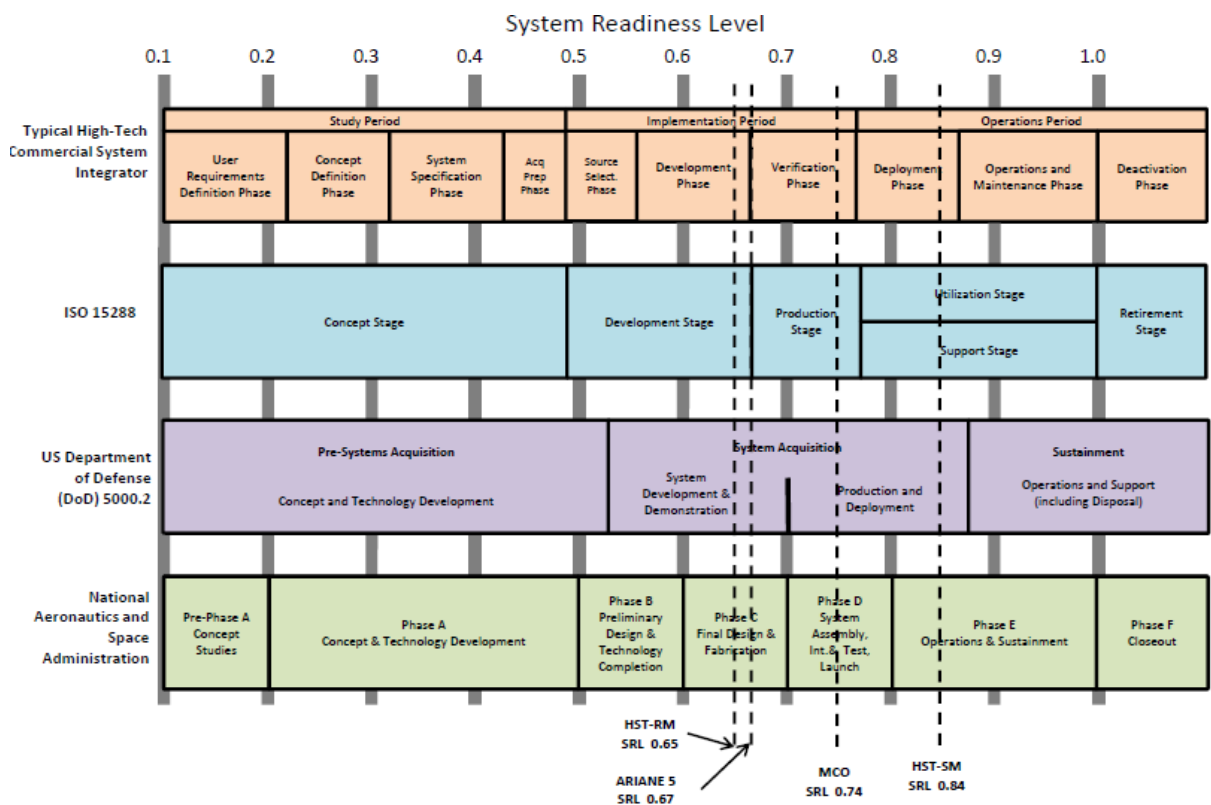 System Readiness Level
0.1 0.2 0.3 0.4 0.5 0.6 0.7 0.8 0.9 1.0
Typical High-Tech
Commercial System
Integrator
Study Period
Implementation Period
Operations Period
User
Requirements
Definition Phase
Concept
Definition
Phase
System
Specification
Phase
Acq
Prep
Phase
Source
Select.
Phase
Development
Phase
Verification
Phase
Deployment
Phase
Operations and
Maintenance Phase
Deactivation
Phase
ISO 15288
Concept Stage
Development Stage
Production
Stage
Utilization Stage
Support Stage
Retirement
Stage
US Department
of Defense
(DoD) 5000.2
Pre-Systems Acquisition
Concept and Technology Development
System Acquisition
System
Development &
Demonstration
Production and
Deployment
Sustainment
Operations and Support
(including Disposal)
National
Aeronautics and
Space
Administration
Pre-Phase A
Concept
Studies
Phase A
Concept & Technology Development
Phase B
Preliminary
Design &
Technology
Completion
Phase C
Final Design &
Fabrication
Phase D
System
Assembly,
Int.& Test,
Launch
Phase E
Operations & Sustainment
Phase F
Closeout
HST-RM
SRL 0.65
ARIANE 5
SRL 0.67
MCO
SRL 0.74
HST-SM
SRL 0.84